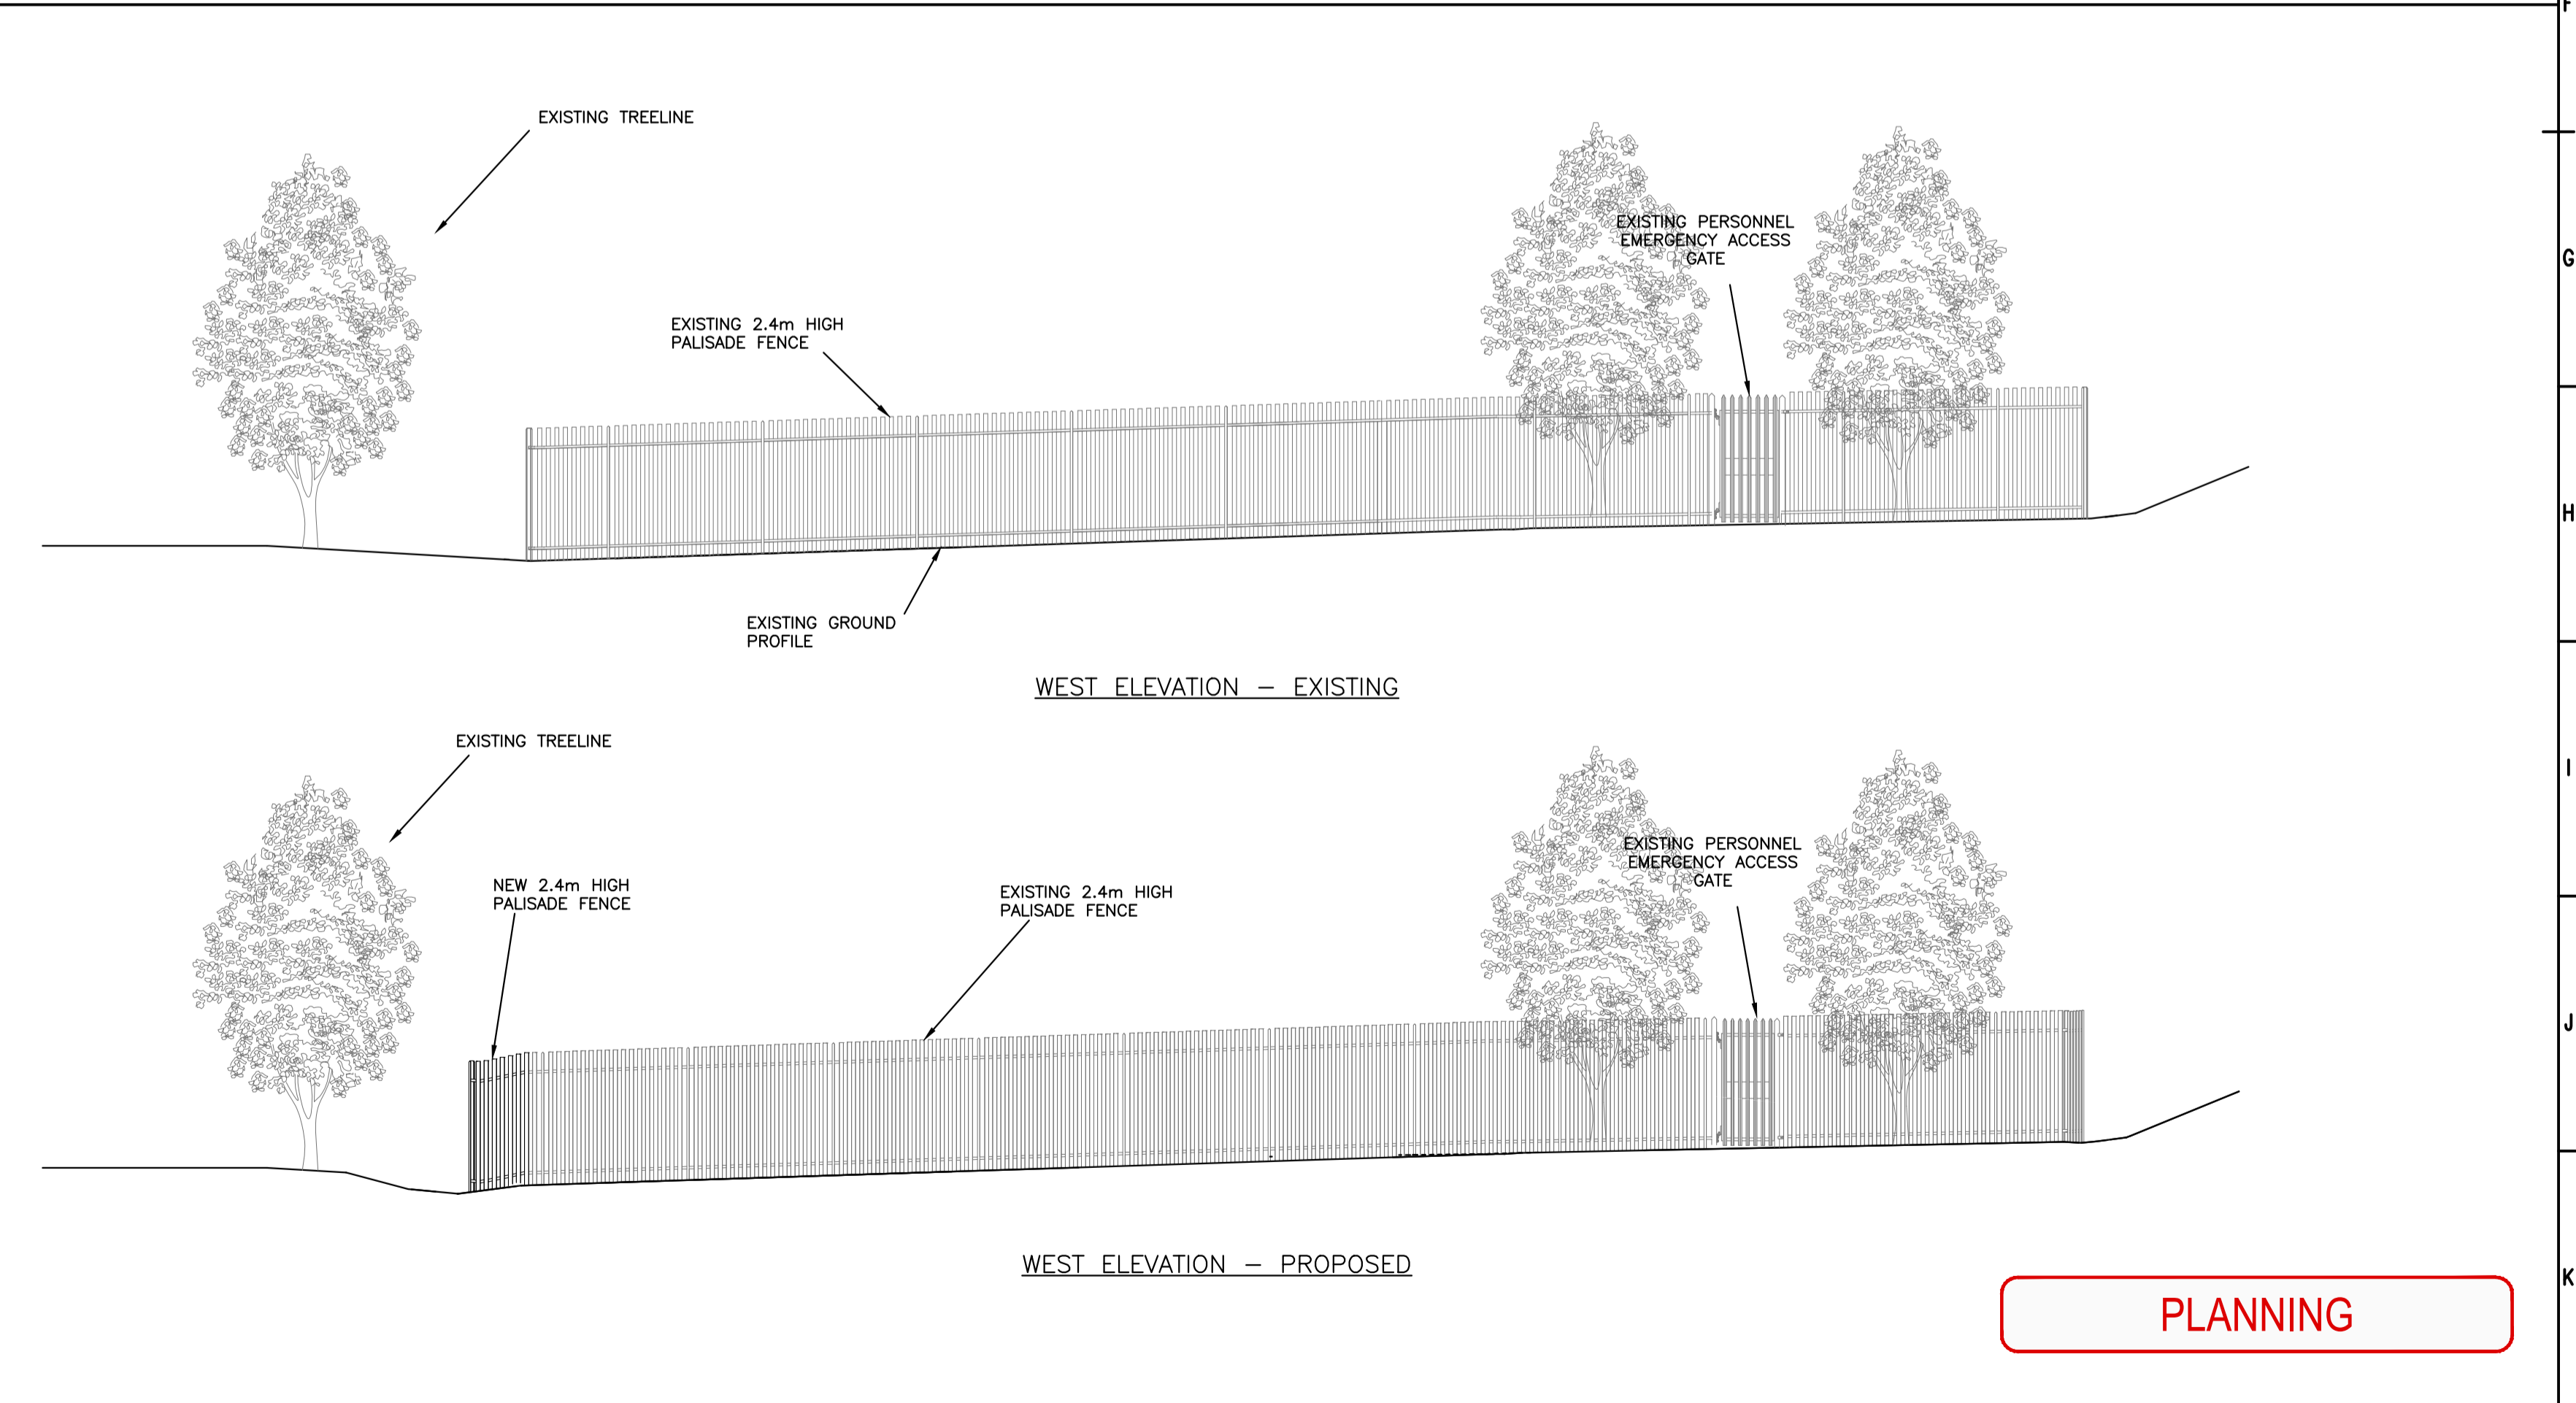 F
EXISTING TREELINE
EXISTING PERSONNEL
EMERGENCY ACCESS
GATE
G
EXISTING 2.4m HIGH
PALISADE FENCE
H
EXISTING GROUND
PROFILE
WEST ELEVATION – EXISTING
EXISTING TREELINE
I
EXISTING PERSONNEL
EMERGENCY ACCESS
GATE
NEW 2.4m HIGH
PALISADE FENCE
EXISTING 2.4m HIGH
PALISADE FENCE
J
WEST ELEVATION – PROPOSED
K
PLANNING